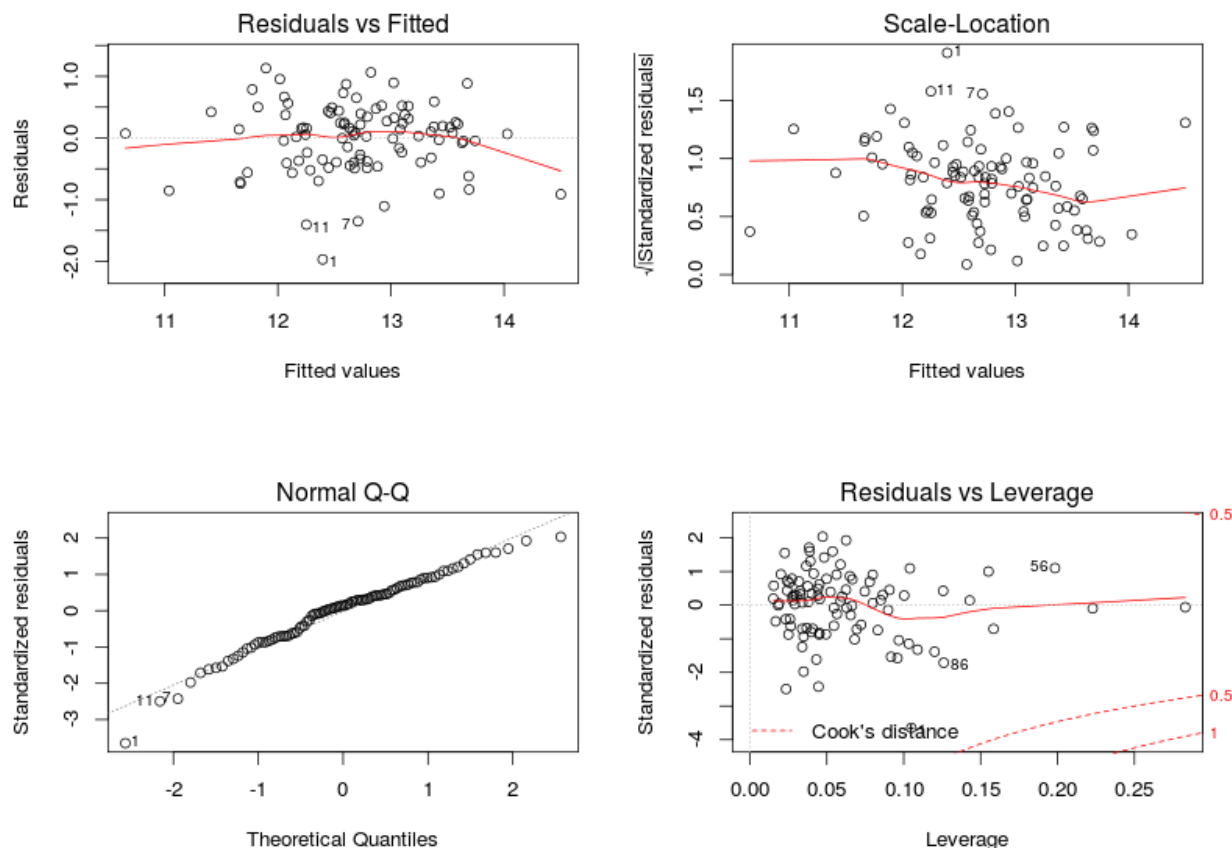 Residuals vs Fitted
Residuals
1.0
0.0
-1.0
-2.0
11
7
1
11 12 13 14
Fitted values
Scale-Location
√|Standardized residuals|
1.5
1.0
0.5
0.0
1
11
7
11 12 13 14
Fitted values
Normal Q-Q
Standardized residuals
2
1
0
-1
-2
-3
11
7
1
-2 -1 0 1 2
Theoretical Quantiles
Residuals vs Leverage
Standardized residuals
2
0
-2
-4
56
86
1
0.5
0.5
1
Cook's distance
0.00 0.05 0.10 0.15 0.20 0.25
Leverage